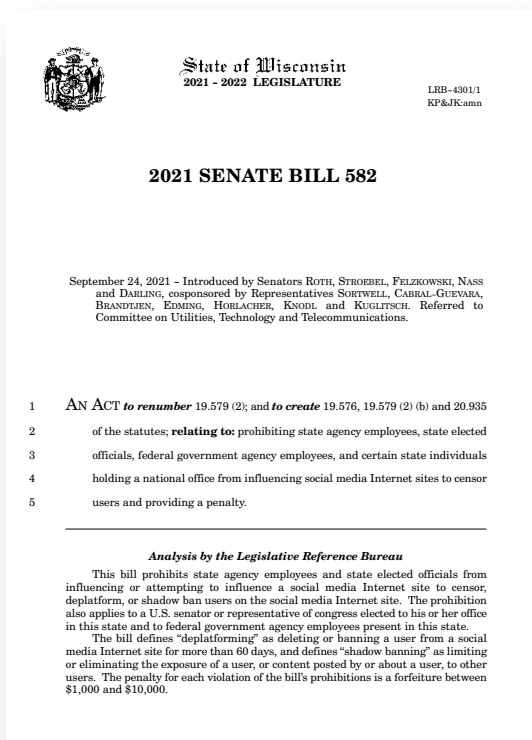 State of Wisconsin
2021 - 2022 LEGISLATURE
LRB-4301/1
KP&JK:amn
2021 SENATE BILL 582
September 24, 2021 - Introduced by Senators ROTH, STROEBEL, FELZKOWSKI, NASS
and DARLING, cosponsored by Representatives SORTWELL, CABRAL-GUEVARA,
BRANDTJEN, EDMING, HORLACHER, KNODL and KUGLITSCH. Referred to
Committee on Utilities, Technology and Telecommunications.
1 AN ACT to renumber 19.579 (2); and to create 19.576, 19.579 (2) (b) and 20.935
2 of the statutes; relating to: prohibiting state agency employees, state elected
3 officials, federal government agency employees, and certain state individuals
4 holding a national office from influencing social media Internet sites to censor
5 users and providing a penalty.
Analysis by the Legislative Reference Bureau
This bill prohibits state agency employees and state elected officials from
influencing or attempting to influence a social media Internet site to censor,
deplatform, or shadow ban users on the social media Internet site. The prohibition
also applies to a U.S. senator or representative of congress elected to his or her office
in this state and to federal government agency employees present in this state.
The bill defines “deplatforming” as deleting or banning a user from a social
media Internet site for more than 60 days, and defines “shadow banning” as limiting
or eliminating the exposure of a user, or content posted by or about a user, to other
users. The penalty for each violation of the bill’s prohibitions is a forfeiture between
$1,000 and $10,000.